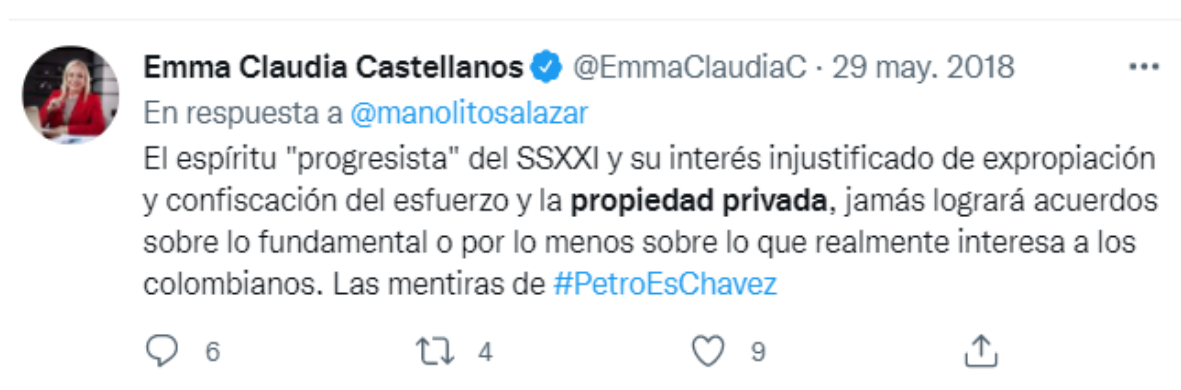 Emma Claudia Castellanos @EmmaClaudiaC · 29 may. 2018
En respuesta a @manolitosalazar
El espíritu "progresista" del SSXXI y su interés injustificado de expropiación
y confiscación del esfuerzo y la propiedad privada, jamás logrará acuerdos
sobre lo fundamental o por lo menos sobre lo que realmente interesa a los
colombianos. Las mentiras de #PetroEsChavez
6 4 9